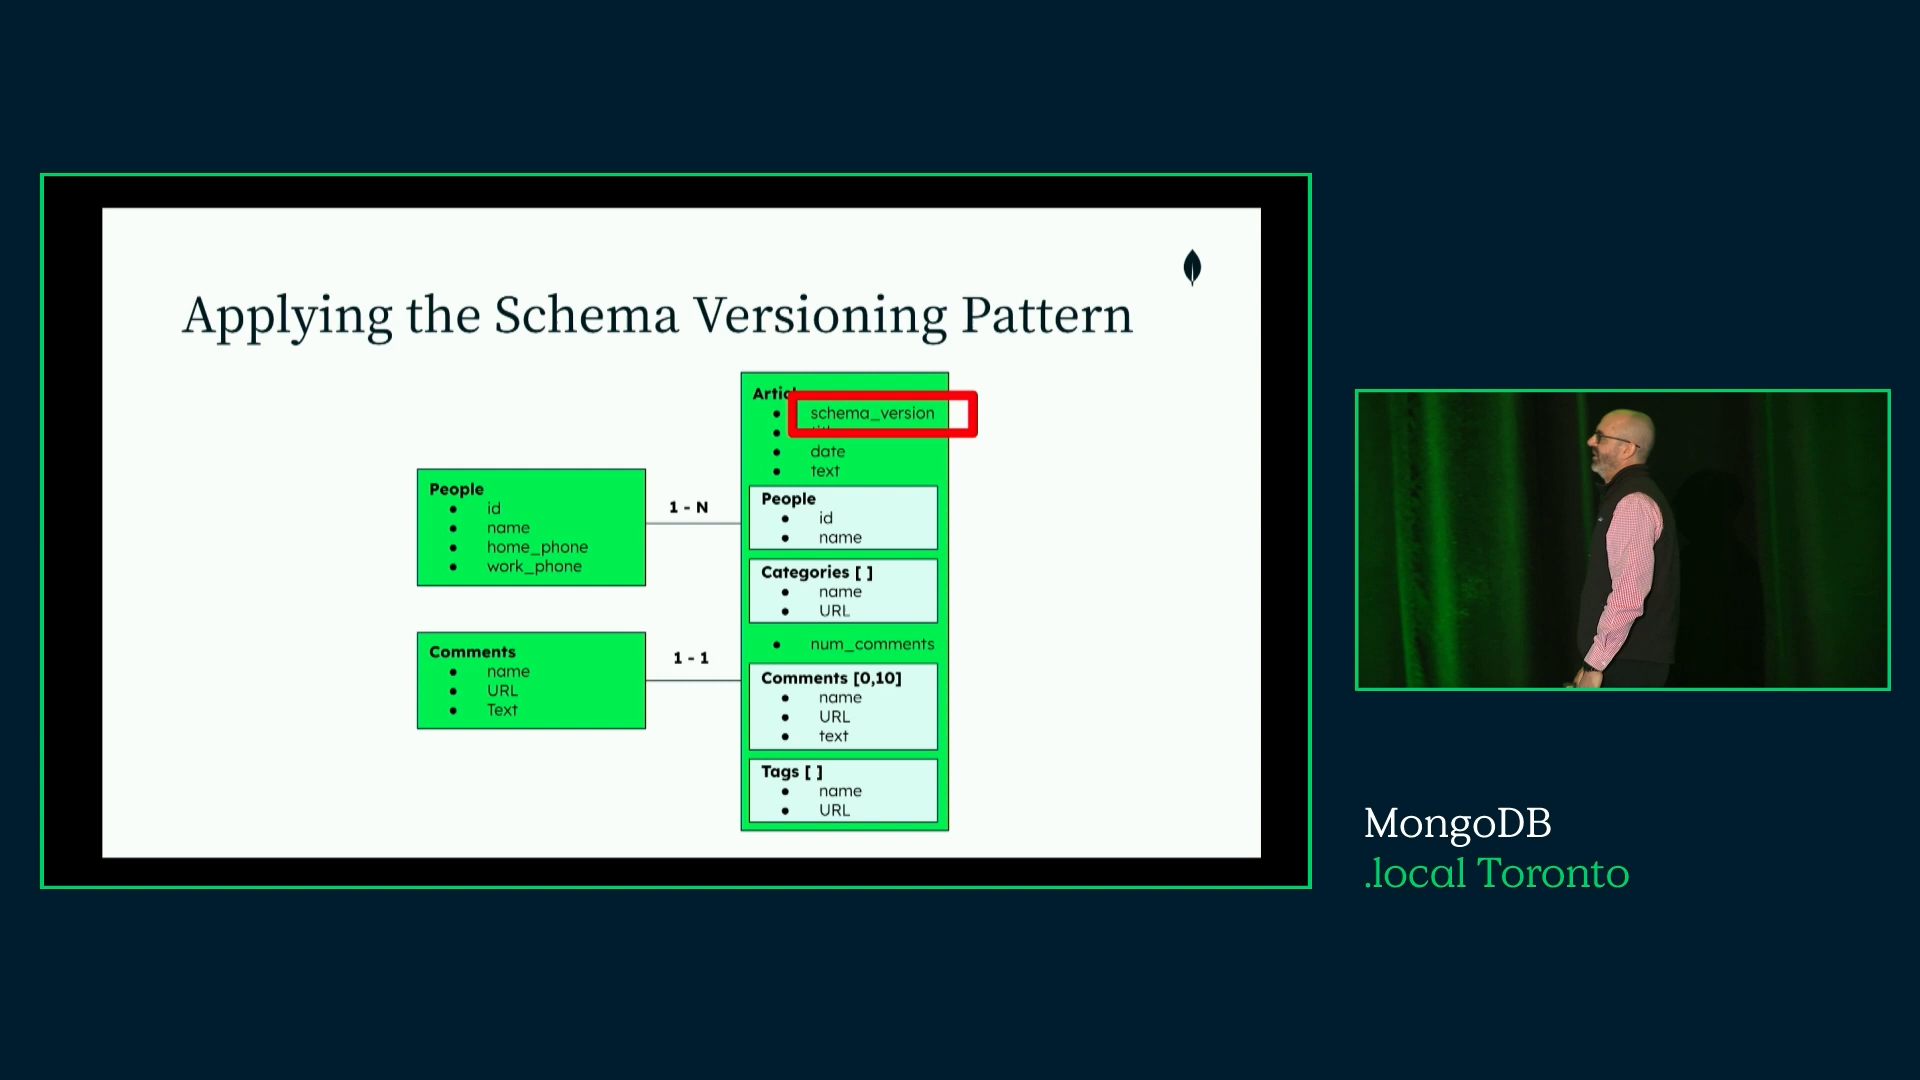 Applying the Schema Versioning Pattern
schema_version
date
text
People
id
name
home_phone
work_phone
1 - N
People
id
name
Categories [ ]
name
URL
num_comments
Comments
name
URL
Text
1 - 1
Comments [0,10]
name
URL
text
Tags [ ]
name
URL
MongoDB
.local Toronto